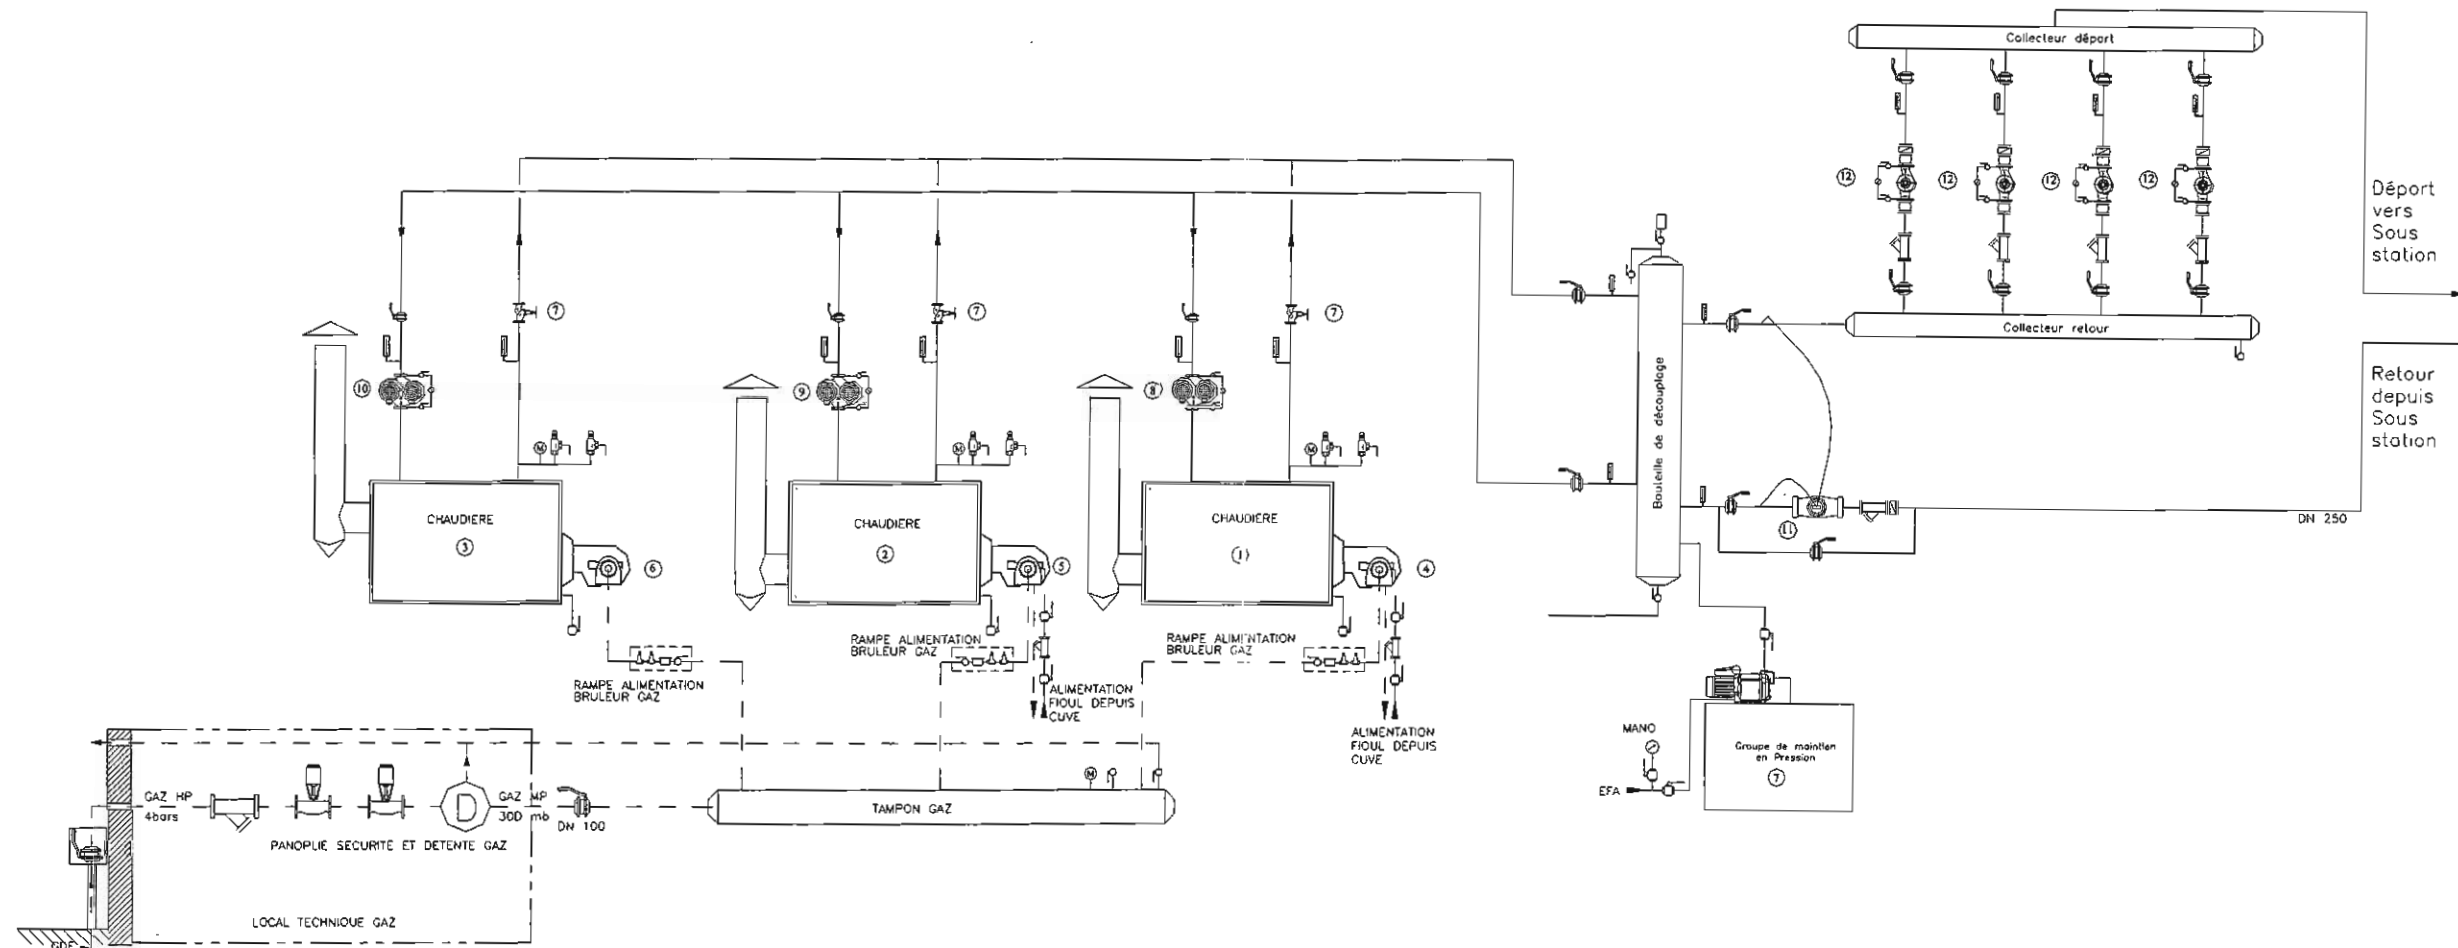 Collecteur départ
12
12
12
12
Départ
vers
Sous
station
Collecteur retour
7
7
7
10
9
8
Bouteille de découplage
Retour
depuis
Sous
station
CHAUDIERE
3
CHAUDIERE
2
CHAUDIERE
1
6
5
4
11
DN 250
M
M
M
RAMPE ALIMENTATION
BRULEUR GAZ
RAMPE ALIMENTATION
BRULEUR GAZ
RAMPE ALIMENTATION
BRULEUR GAZ
ALIMENTATION
FIOUL DEPUIS
CUVE
ALIMENTATION
FIOUL DEPUIS
CUVE
MANO
Groupe de maintien
en Pression
7
EFA
GAZ HP
4bars
D
GAZ MP
300 mb
DN 100
M
TAMPON GAZ
PANOPLIE SECURITE ET DETENTE GAZ
LOCAL TECHNIQUE GAZ
GDF